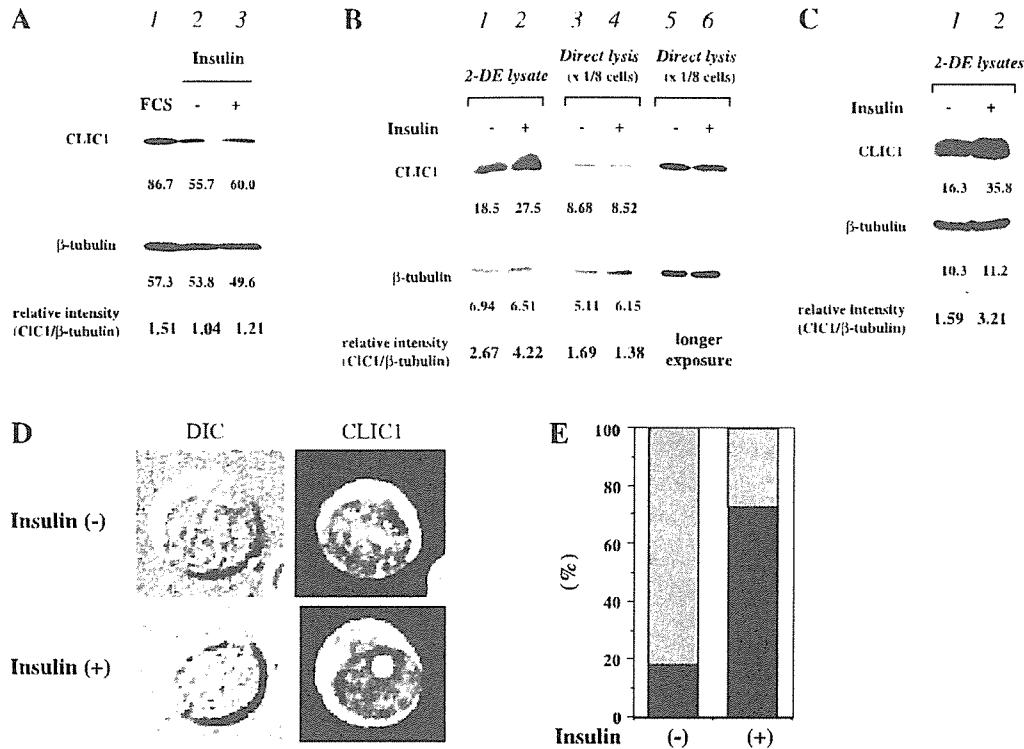 A
1 2 3
Insulin
FCS - +
CLIC1
86.7 55.7 60.0
β-tubulin
57.3 53.8 49.6
relative intensity
(ClC1/β-tubulin)
1.51 1.04 1.21
B
1 2 3 4 5 6
2-DE lysate
Direct lysis
(x 1/8 cells)
Direct lysis
(x 1/8 cells)
Insulin
- + - + - +
CLIC1
18.5 27.5 8.68 8.52
β-tubulin
6.94 6.51 5.11 6.15
relative intensity
(ClC1/β-tubulin)
2.67 4.22 1.69 1.38
longer
exposure
C
1 2
2-DE lysates
Insulin
- +
CLIC1
16.3 35.8
β-tubulin
10.3 11.2
relative intensity
(ClC1/β-tubulin)
1.59 3.21
D
DIC CLIC1
Insulin (-)
Insulin (+)
E
100
80
60
40
20
0
(%)
Insulin (-) (+)